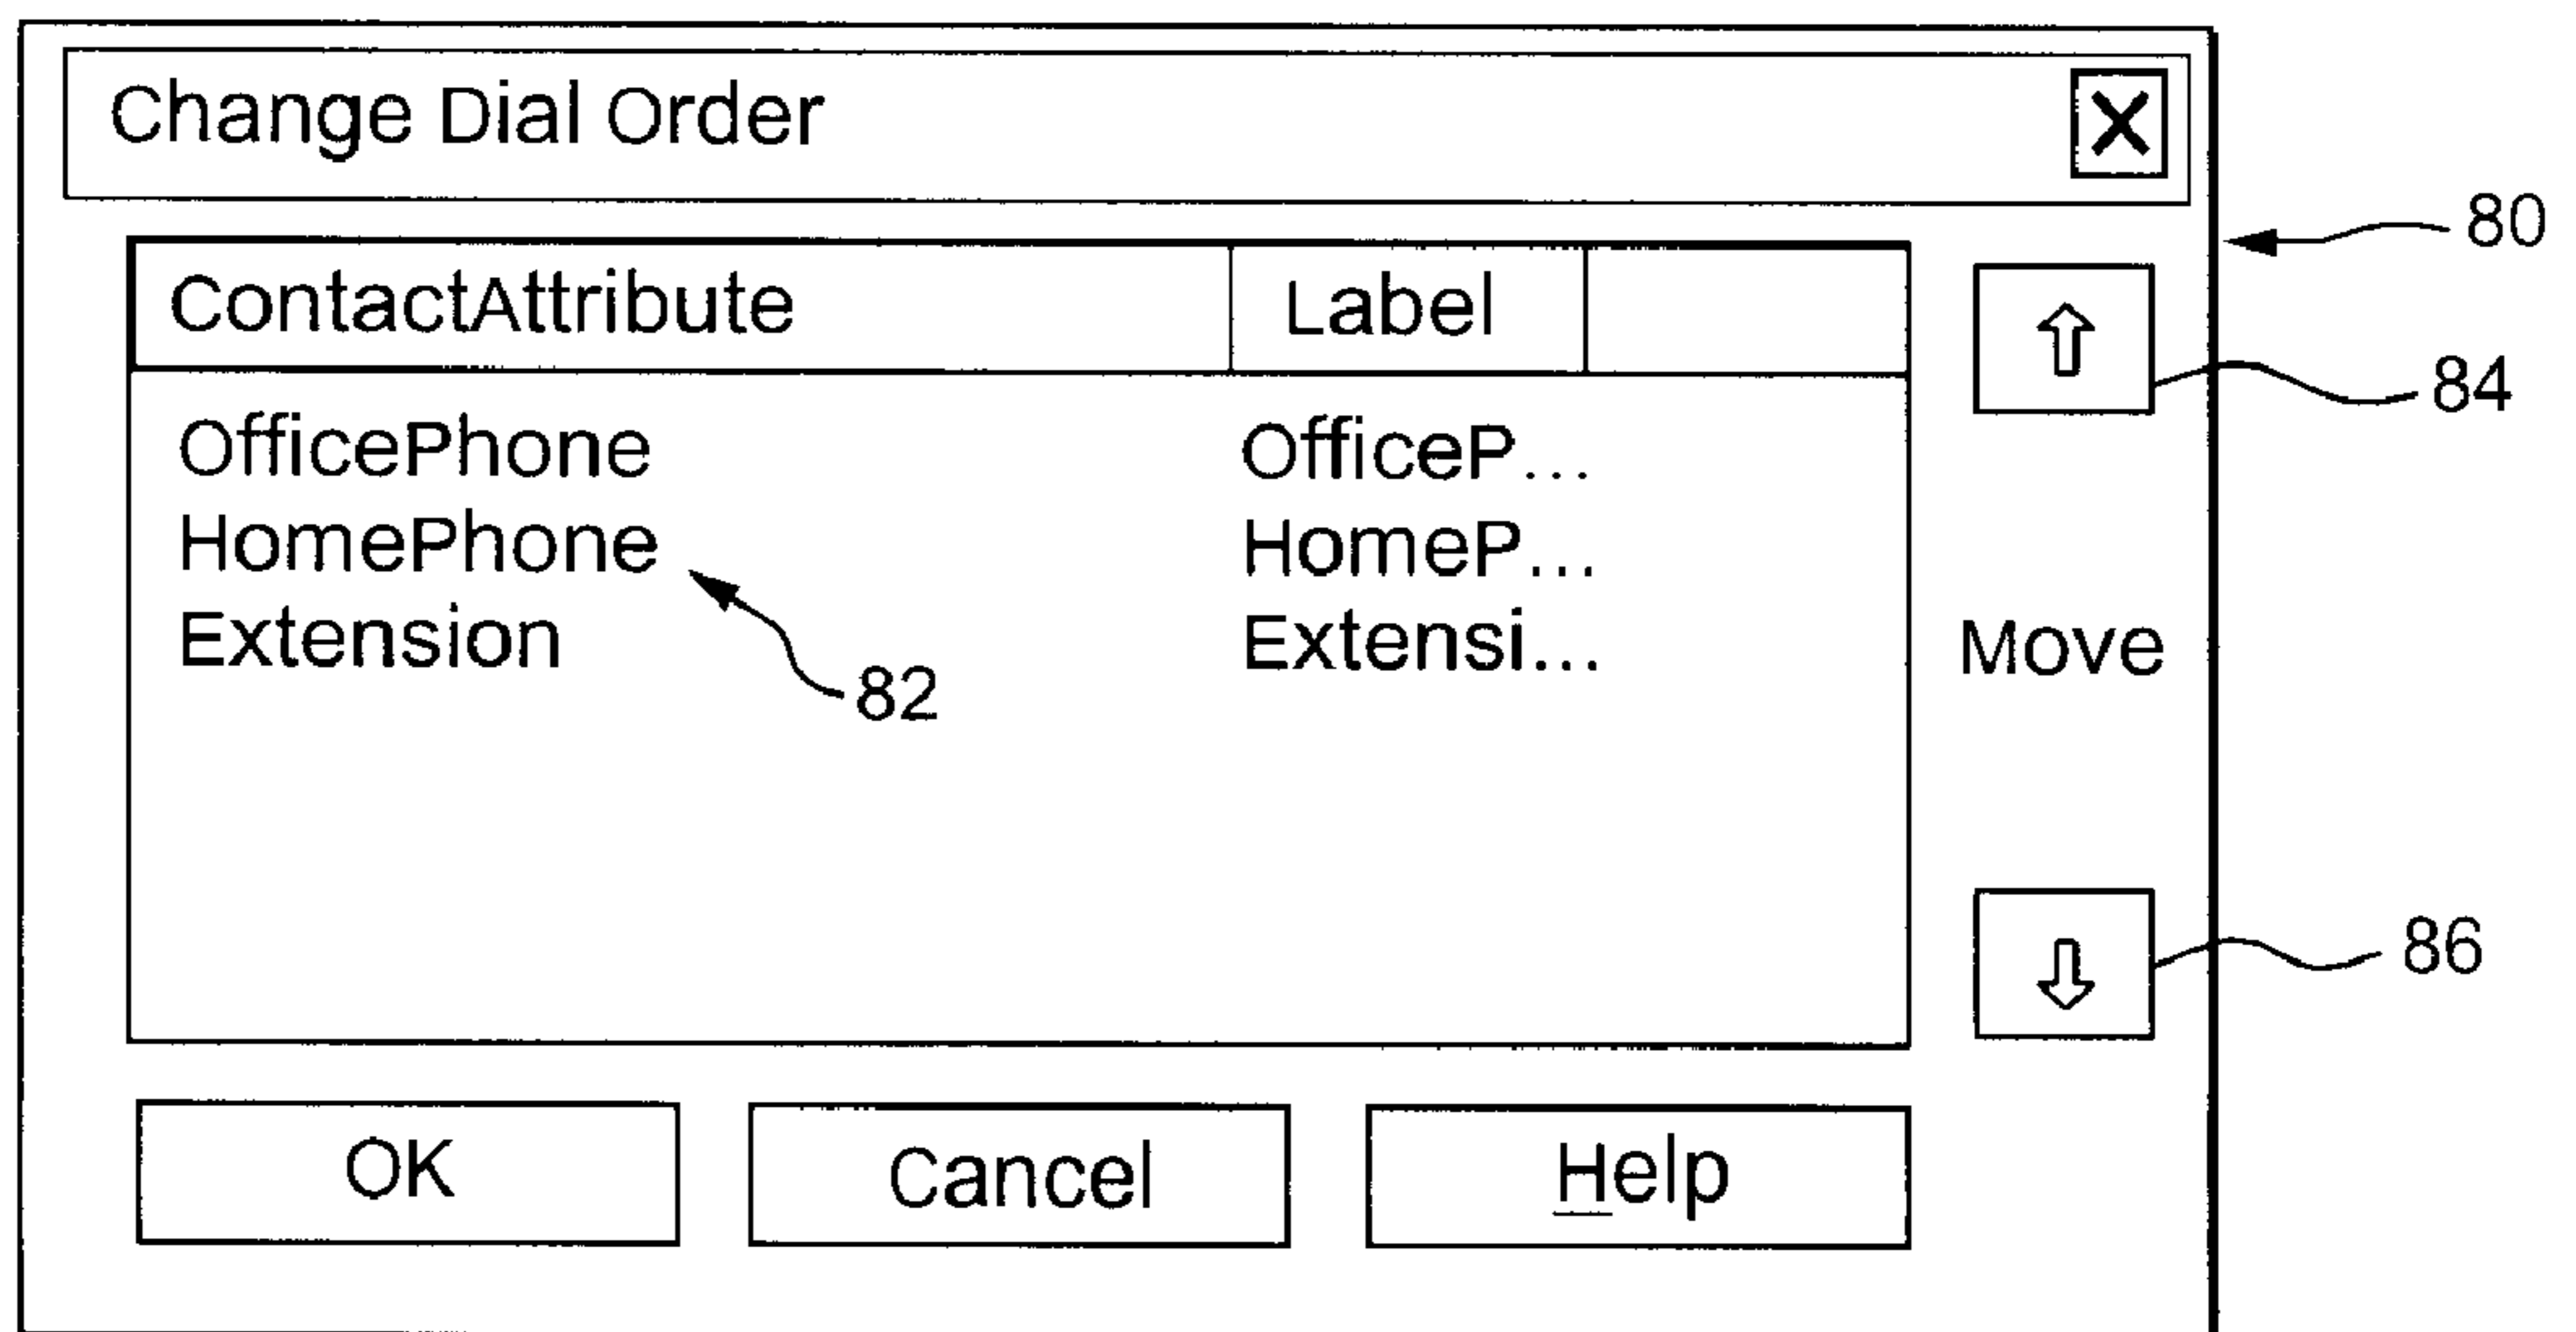 Change Dial Order
80
ContactAttribute Label
84
OfficePhone OfficeP...
HomePhone HomeP...
Extension Extensi...
Move
82
86
OK Cancel Help